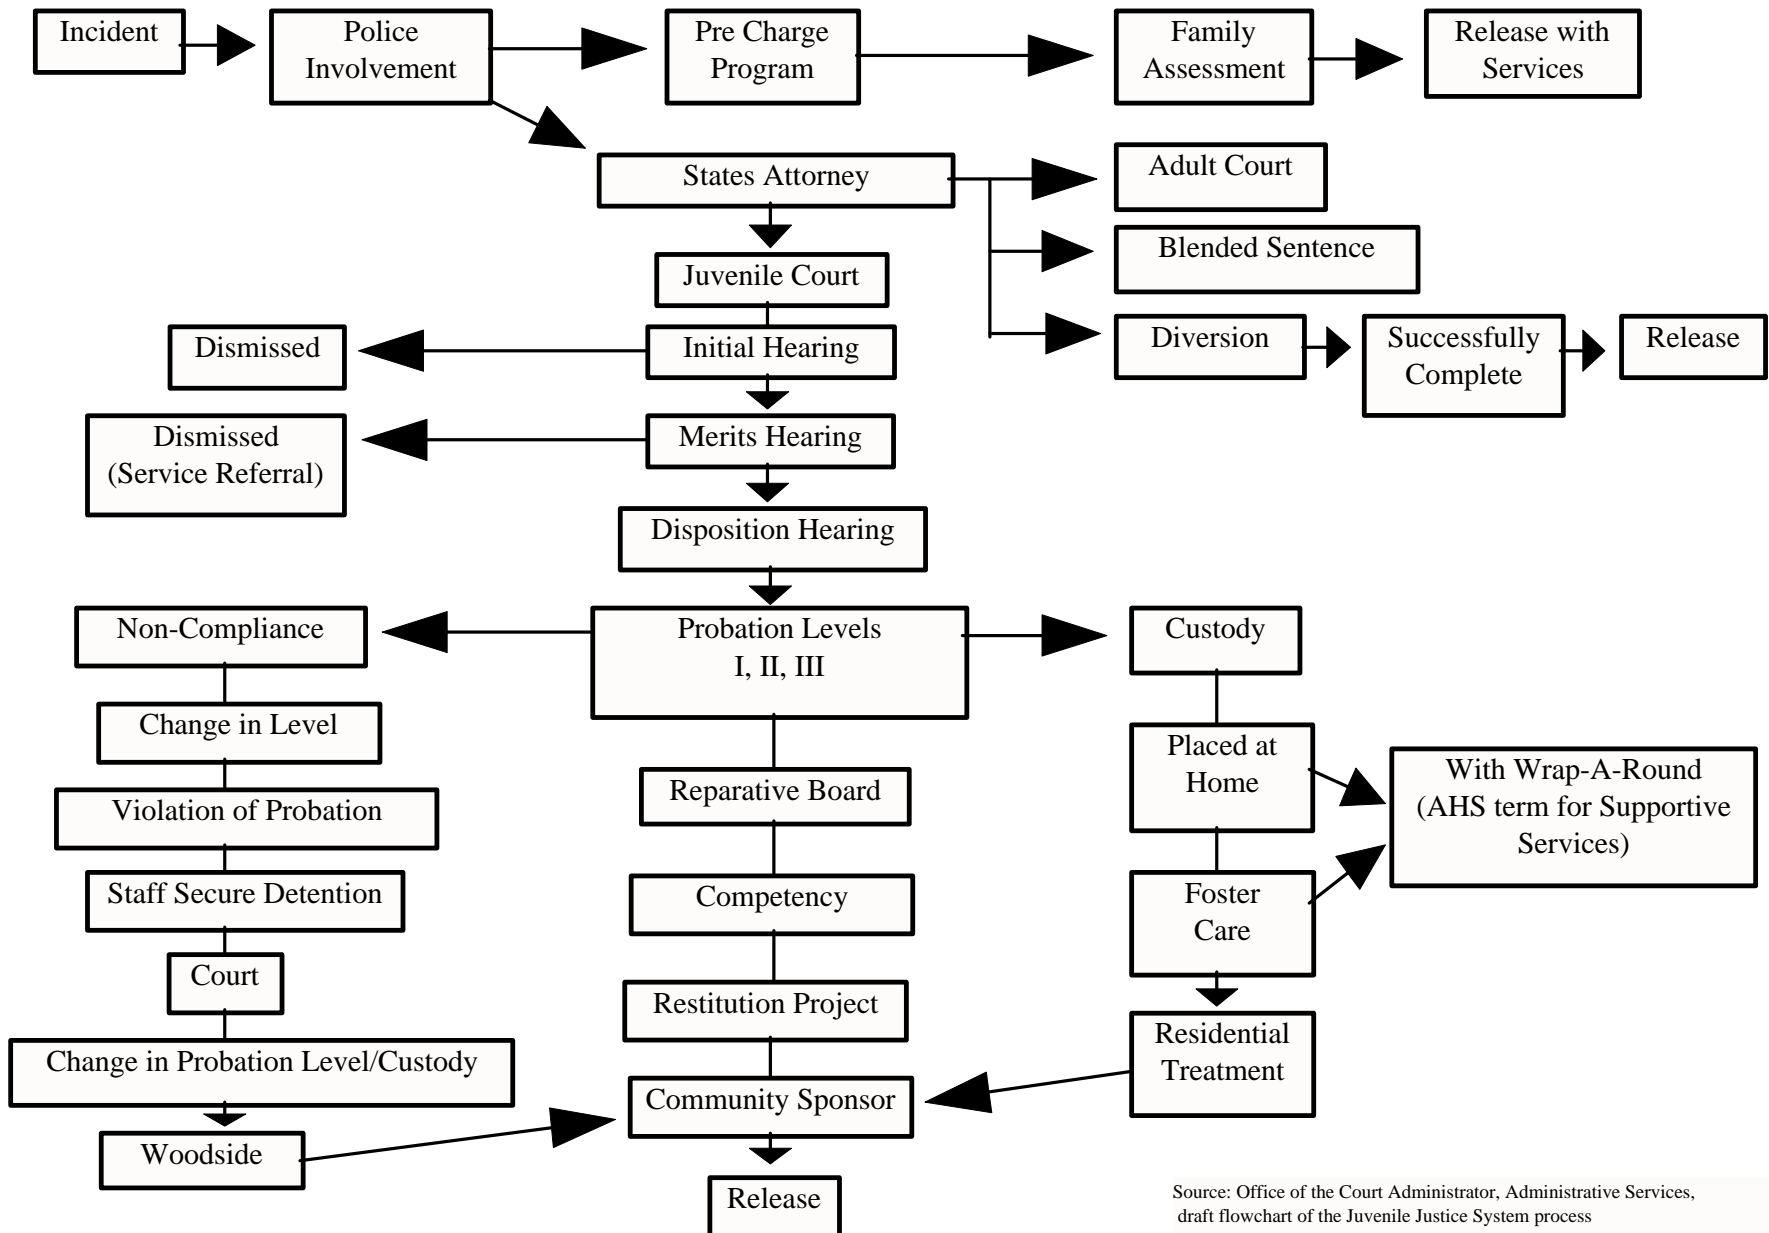 Incident
Police
Involvement
Pre Charge
Program
Family
Assessment
Release with
Services
States Attorney
Adult Court
Blended Sentence
Juvenile Court
Dismissed
Initial Hearing
Diversion
Successfully
Complete
Release
Dismissed
(Service Referral)
Merits Hearing
Disposition Hearing
Non-Compliance
Probation Levels
I, II, III
Custody
Change in Level
Placed at
Home
With Wrap-A-Round
(AHS term for Supportive
Services)
Violation of Probation
Reparative Board
Staff Secure Detention
Competency
Foster
Care
Court
Restitution Project
Residential
Treatment
Change in Probation Level/Custody
Community Sponsor
Woodside
Release
Source: Office of the Court Administrator, Administrative Services,
draft flowchart of the Juvenile Justice System process